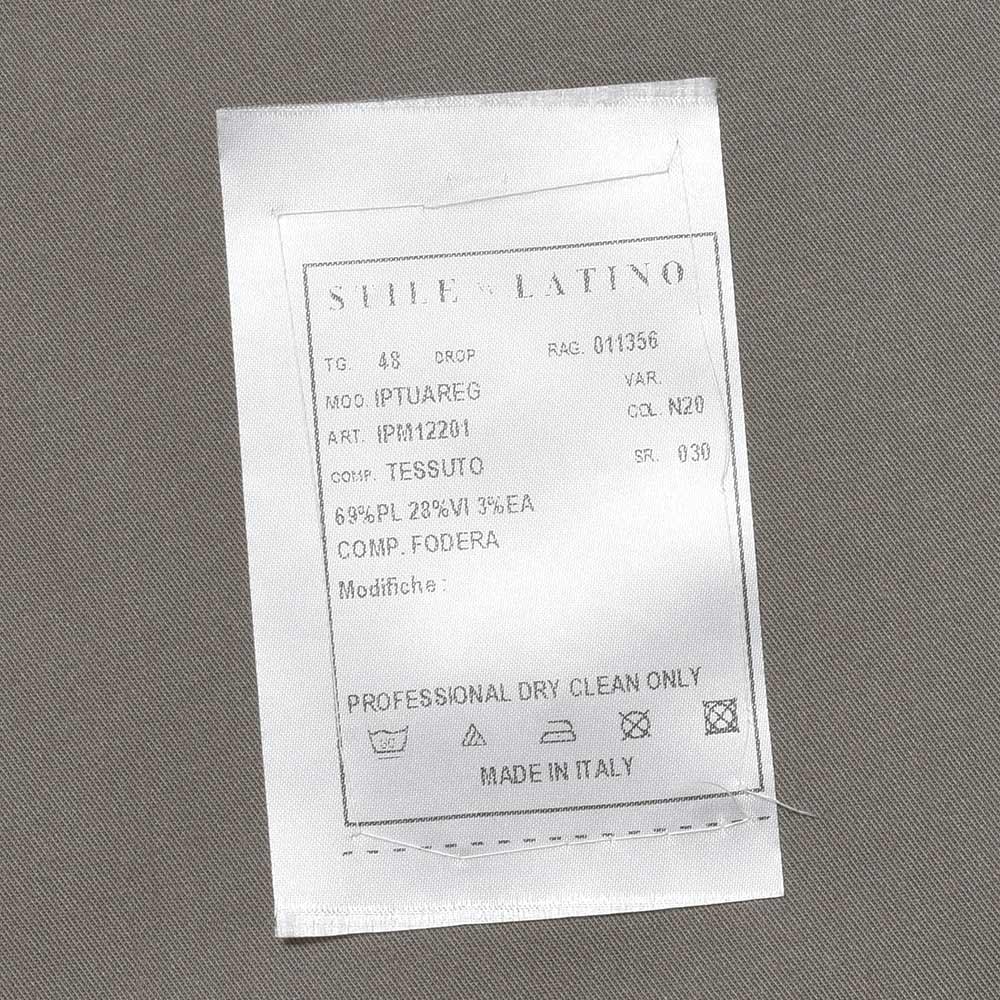 STILE LATINO
TG. 48 DROP RAG. 011356
MOD. IPTUAREG VAR.
ART. IPM12201 COL. N20
COMP. TESSUTO SR. 030
69%PL 28%VI 3%EA
COMP. FODERA
Modifiche:
PROFESSIONAL DRY CLEAN ONLY
MADE IN ITALY